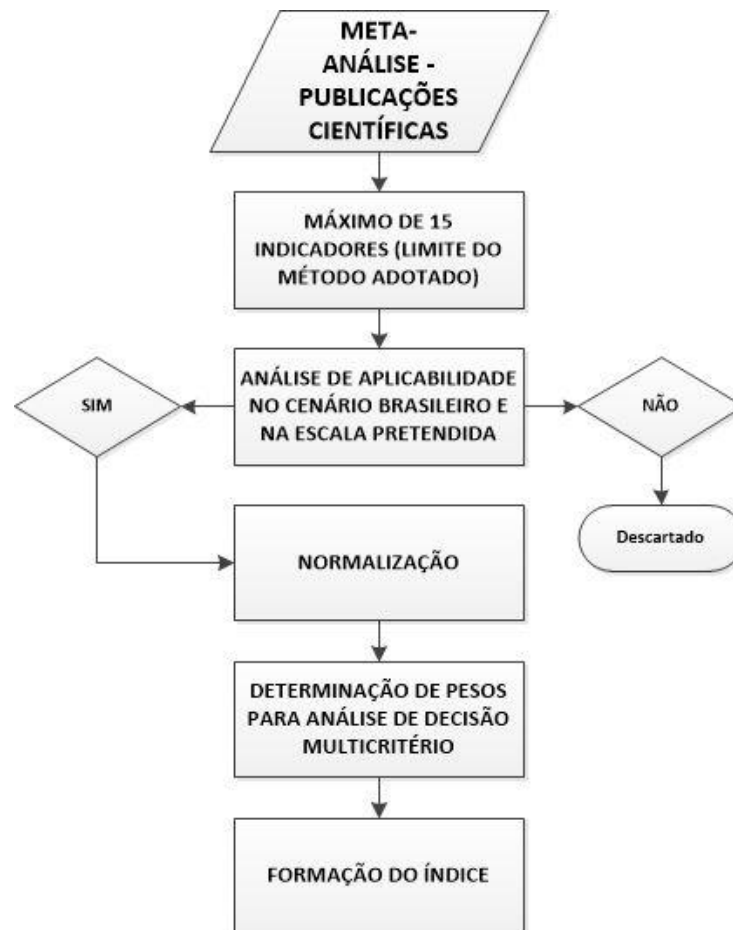 META-
ANÁLISE -
PUBLICAÇÕES
CIENTÍFICAS
MÁXIMO DE 15
INDICADORES (LIMITE DO
MÉTODO ADOTADO)
ANÁLISE DE APLICABILIDADE
NO CENÁRIO BRASILEIRO E
NA ESCALA PRETENDIDA
SIM
NÃO
Descartado
NORMALIZAÇÃO
DETERMINAÇÃO DE PESOS
PARA ANÁLISE DE DECISÃO
MULTICRITÉRIO
FORMAÇÃO DO ÍNDICE